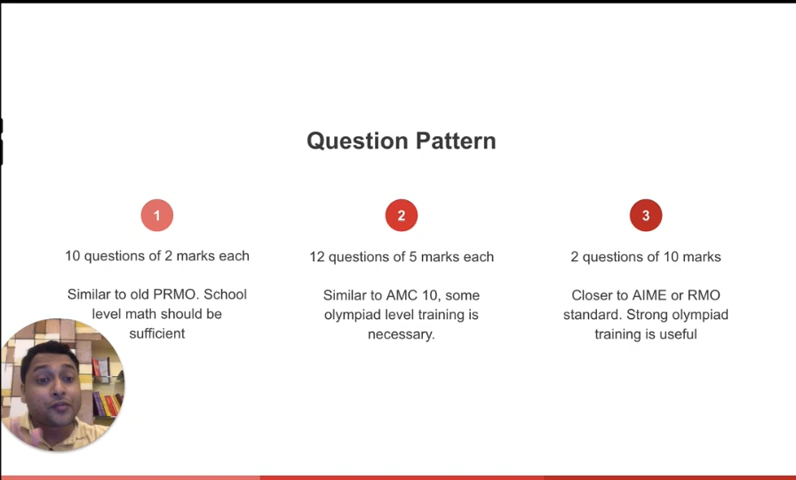 Question Pattern
1
2
3
10 questions of 2 marks each
12 questions of 5 marks each
2 questions of 10 marks
Similar to old PRMO. School
level math should be
sufficient
Similar to AMC 10, some
olympiad level training is
necessary.
Closer to AIME or RMO
standard. Strong olympiad
training is useful